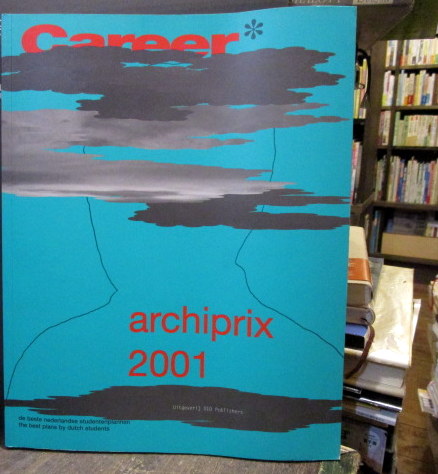 Career*
archiprix
2001
Uitgeverij 010 Publishers
de beste nederlandse studentenplannen
the best plans by dutch students